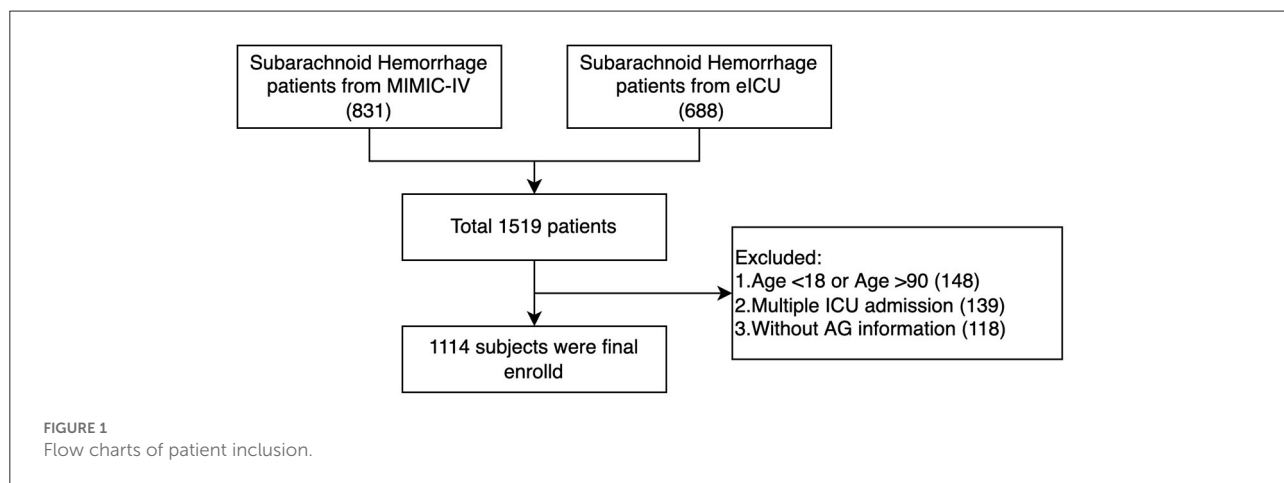 Subarachnoid Hemorrhage
patients from MIMIC-IV
(831)
Subarachnoid Hemorrhage
patients from eICU
(688)
Total 1519 patients
Excluded:
1.Age <18 or Age >90 (148)
2.Multiple ICU admission (139)
3.Without AG information (118)
1114 subjects were final
enrolld
FIGURE 1
Flow charts of patient inclusion.